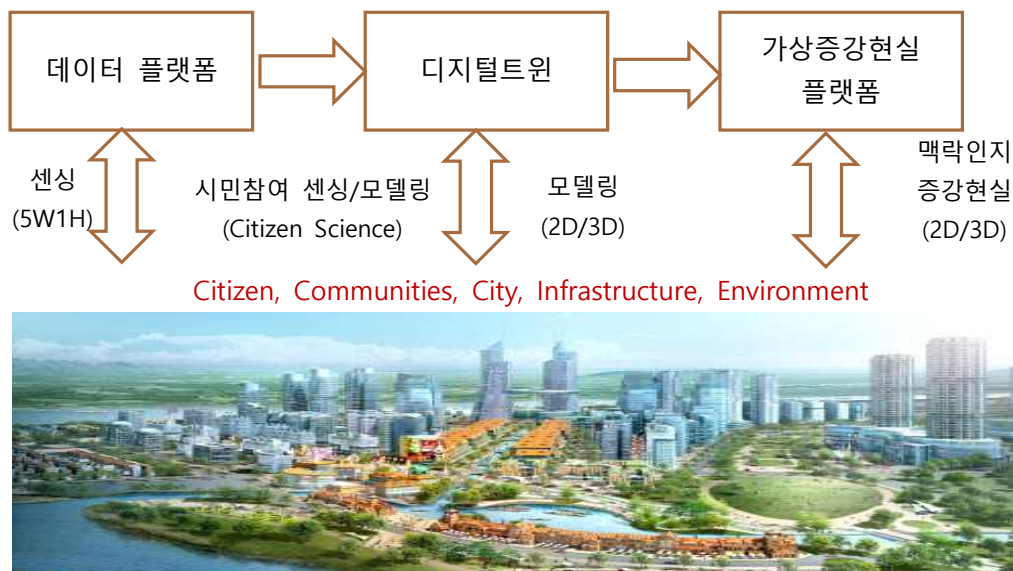 데이터 플랫폼
디지털트윈
가상증강현실
플랫폼
센싱
(5W1H)
시민참여 센싱/모델링
(Citizen Science)
모델링
(2D/3D)
맥락인지
증강현실
(2D/3D)
Citizen, Communities, City, Infrastructure, Environment